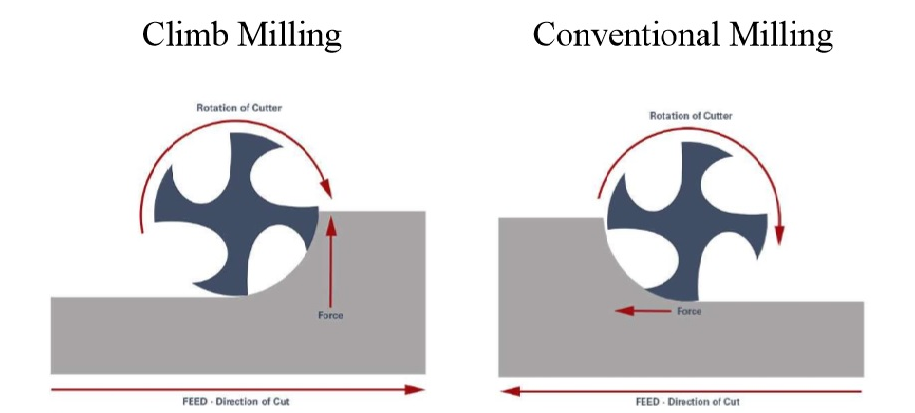 Climb Milling
Conventional Milling
Rotation of Cutter
Rotation of Cutter
Force
Force
FEED - Direction of Cut
FEED - Direction of Cut